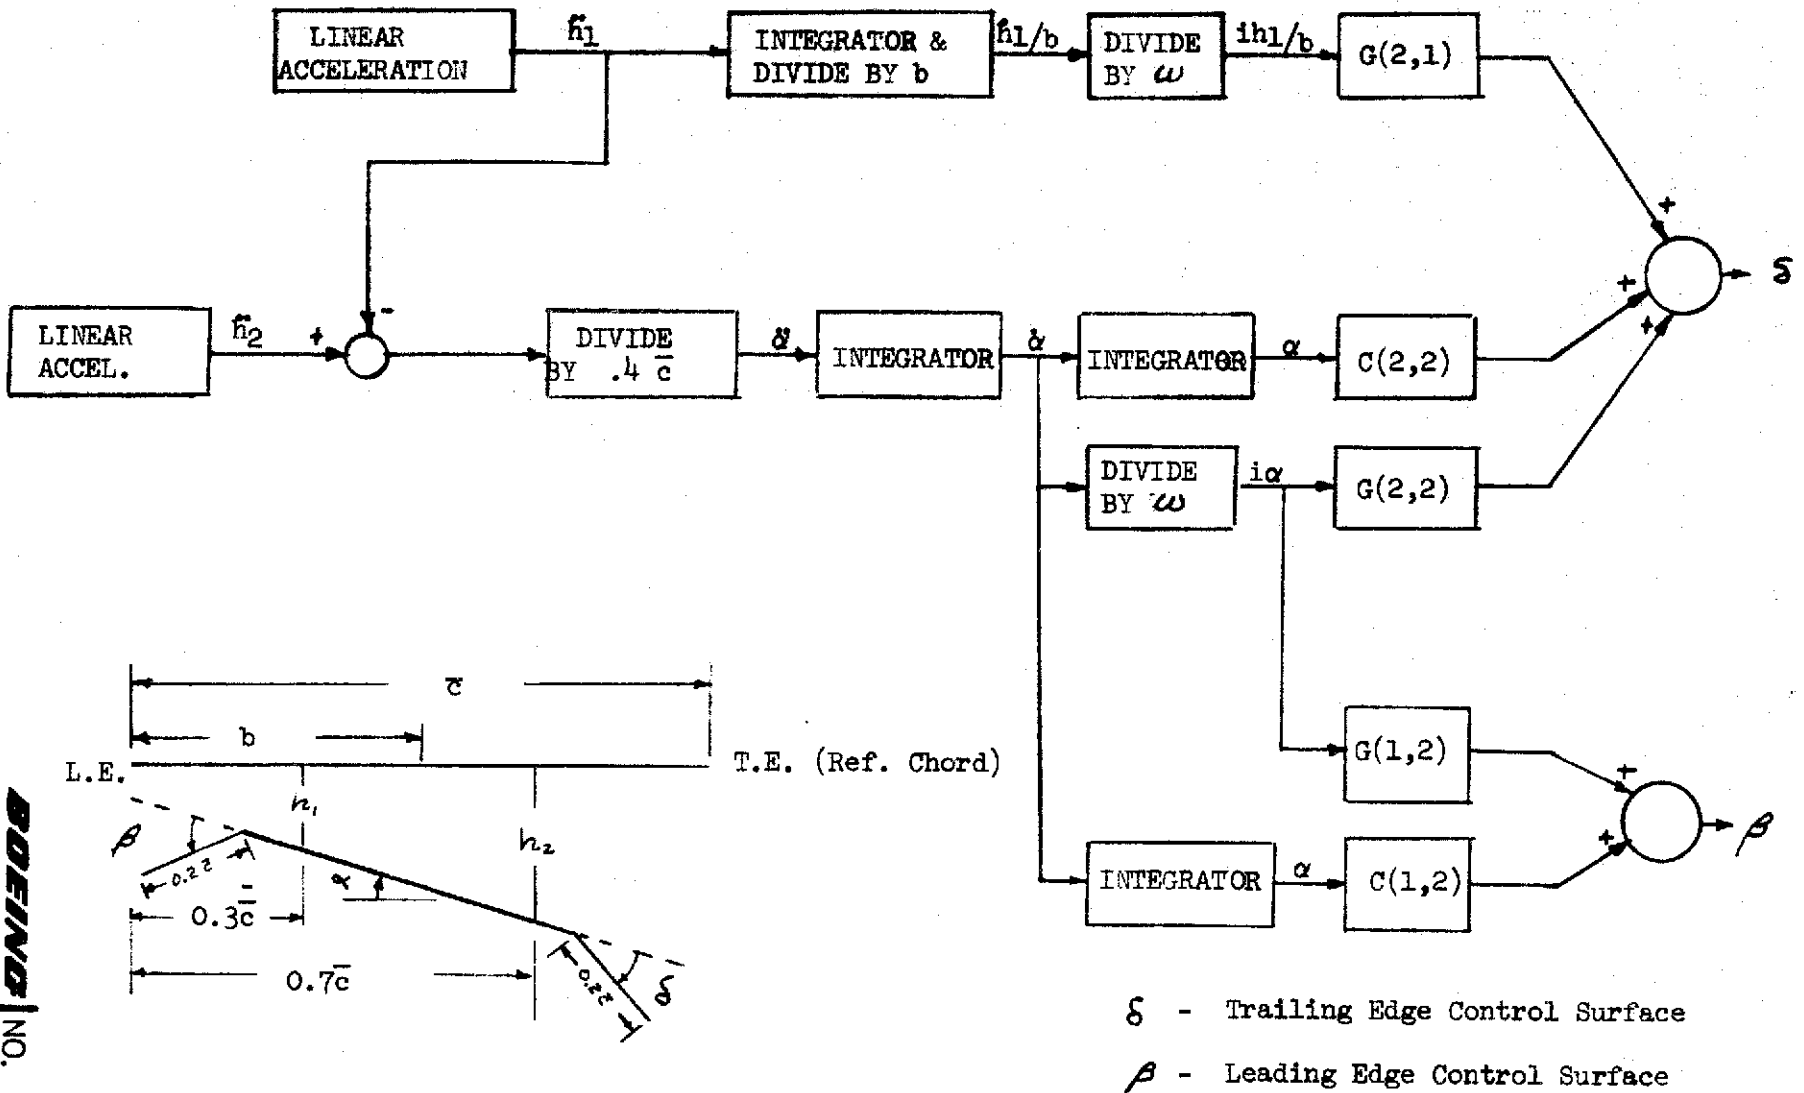 LINEAR
ACCELERATION
ḧ1
INTEGRATOR &
DIVIDE BY b
ḣ1/b
DIVIDE
BY ω
ih1/b
G(2,1)
+
δ
LINEAR
ACCEL.
ḧ2
+
-
DIVIDE
BY .4 c̄
α̈
INTEGRATOR
α̇
INTEGRATOR
α
C(2,2)
+
DIVIDE
BY ω
iα
G(2,2)
+
G(1,2)
+
β
INTEGRATOR
α
C(1,2)
+
c̄
b
L.E.
T.E. (Ref. Chord)
h₁
h₂
β
0.2c̄
α
0.3c̄
0.7c̄
0.2c̄
δ
δ - Trailing Edge Control Surface
β - Leading Edge Control Surface
BOEING NO.